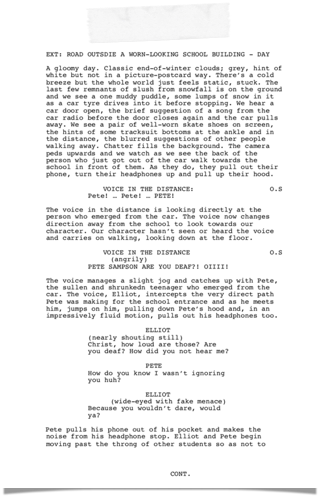 EXT: ROAD OUTSDIE A WORN-LOOKING SCHOOL BUILDING - DAY
A gloomy day. Classic end-of-winter clouds; grey, hint of
white but not in a picture-postcard way. There's a cold
breeze but the whole world just feels static, stuck. The
last few remnants of slush from snowfall is on the ground
and we see a one muddy puddle, some lumps of snow in it
as a car tyre drives into it before stopping. We hear a
car door open, the brief suggestion of a song from the
car radio before the door closes again and the car pulls
away. We see a pair of well-worn skate shoes on screen,
the hints of some tracksuit bottoms at the ankle and in
the distance, the blurred suggestions of other people
walking away. Chatter fills the background. The camera
peds upwards and we watch as we see the back of the
person who just got out of the car walk towards the
school in front of them. As they do, they pull out their
phone, turn their headphones up and pull up their hood.
VOICE IN THE DISTANCE: O.S
Pete! … Pete! … PETE!
The voice in the distance is looking directly at the
person who emerged from the car. The voice now changes
direction away from the school to look towards our
character. Our character hasn't seen or heard the voice
and carries on walking, looking down at the floor.
VOICE IN THE DISTANCE O.S
(angrily)
PETE SAMPSON ARE YOU DEAF?! OIIII!
The voice manages a slight jog and catches up with Pete,
the sullen and shrunkedn teenager who emerged from the
car. The voice, Elliot, intercepts the very direct path
Pete was making for the school entrance and as he meets
him, jumps on him, pulling down Pete's hood and, in an
impressively fluid motion, pulls out his headphones too.
ELLIOT
(nearly shouting still)
Christ, how loud are those? Are
you deaf? How did you not hear me?
PETE
How do you know I wasn't ignoring
you huh?
ELLIOT
(wide-eyed with fake menace)
Because you wouldn't dare, would
ya?
Pete pulls his phone out of his pocket and makes the
noise from his headphone stop. Elliot and Pete begin
moving past the throng of other students so as not to
CONT.